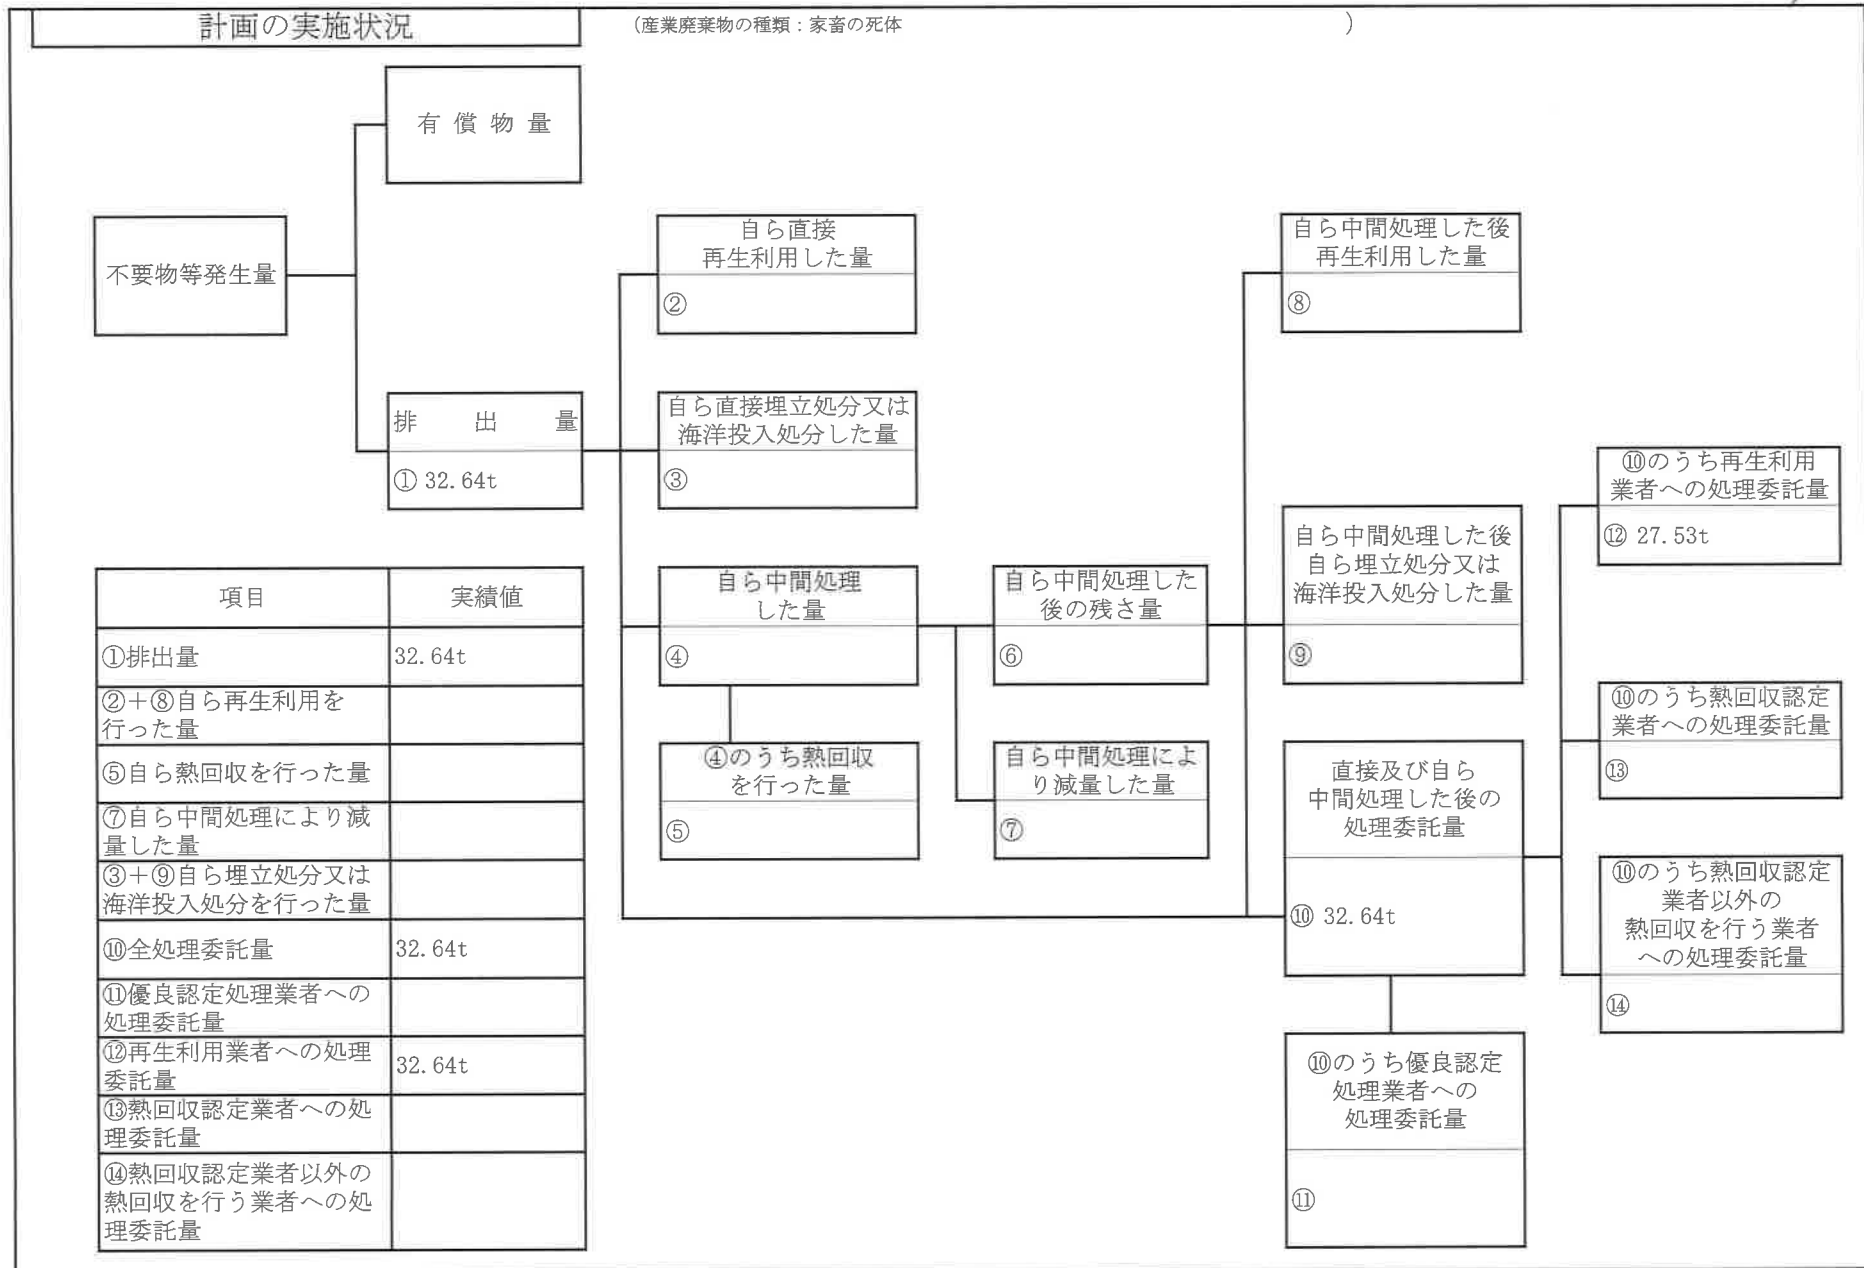 計画の実施状況
(産業廃棄物の種類：家畜の死体 )
有 償 物 量
不要物等発生量
排 出 量
① 32.64t
自ら直接
再生利用した量
②
自ら直接埋立処分又は
海洋投入処分した量
③
自ら中間処理
した量
④
④のうち熱回収
を行った量
⑤
自ら中間処理した
後の残さ量
⑥
自ら中間処理によ
り減量した量
⑦
自ら中間処理した後
再生利用した量
⑧
自ら中間処理した後
自ら埋立処分又は
海洋投入処分した量
⑨
直接及び自ら
中間処理した後の
処理委託量
⑩ 32.64t
⑩のうち優良認定
処理業者への
処理委託量
⑪
⑩のうち再生利用
業者への処理委託量
⑫ 27.53t
⑩のうち熱回収認定
業者への処理委託量
⑬
⑩のうち熱回収認定
業者以外の
熱回収を行う業者
への処理委託量
⑭
項目 実績値
①排出量 32.64t
②＋⑧自ら再生利用を
行った量
⑤自ら熱回収を行った量
⑦自ら中間処理により減
量した量
③＋⑨自ら埋立処分又は
海洋投入処分を行った量
⑩全処理委託量 32.64t
⑪優良認定処理業者への
処理委託量
⑫再生利用業者への処理
委託量 32.64t
⑬熱回収認定業者への処
理委託量
⑭熱回収認定業者以外の
熱回収を行う業者への処
理委託量